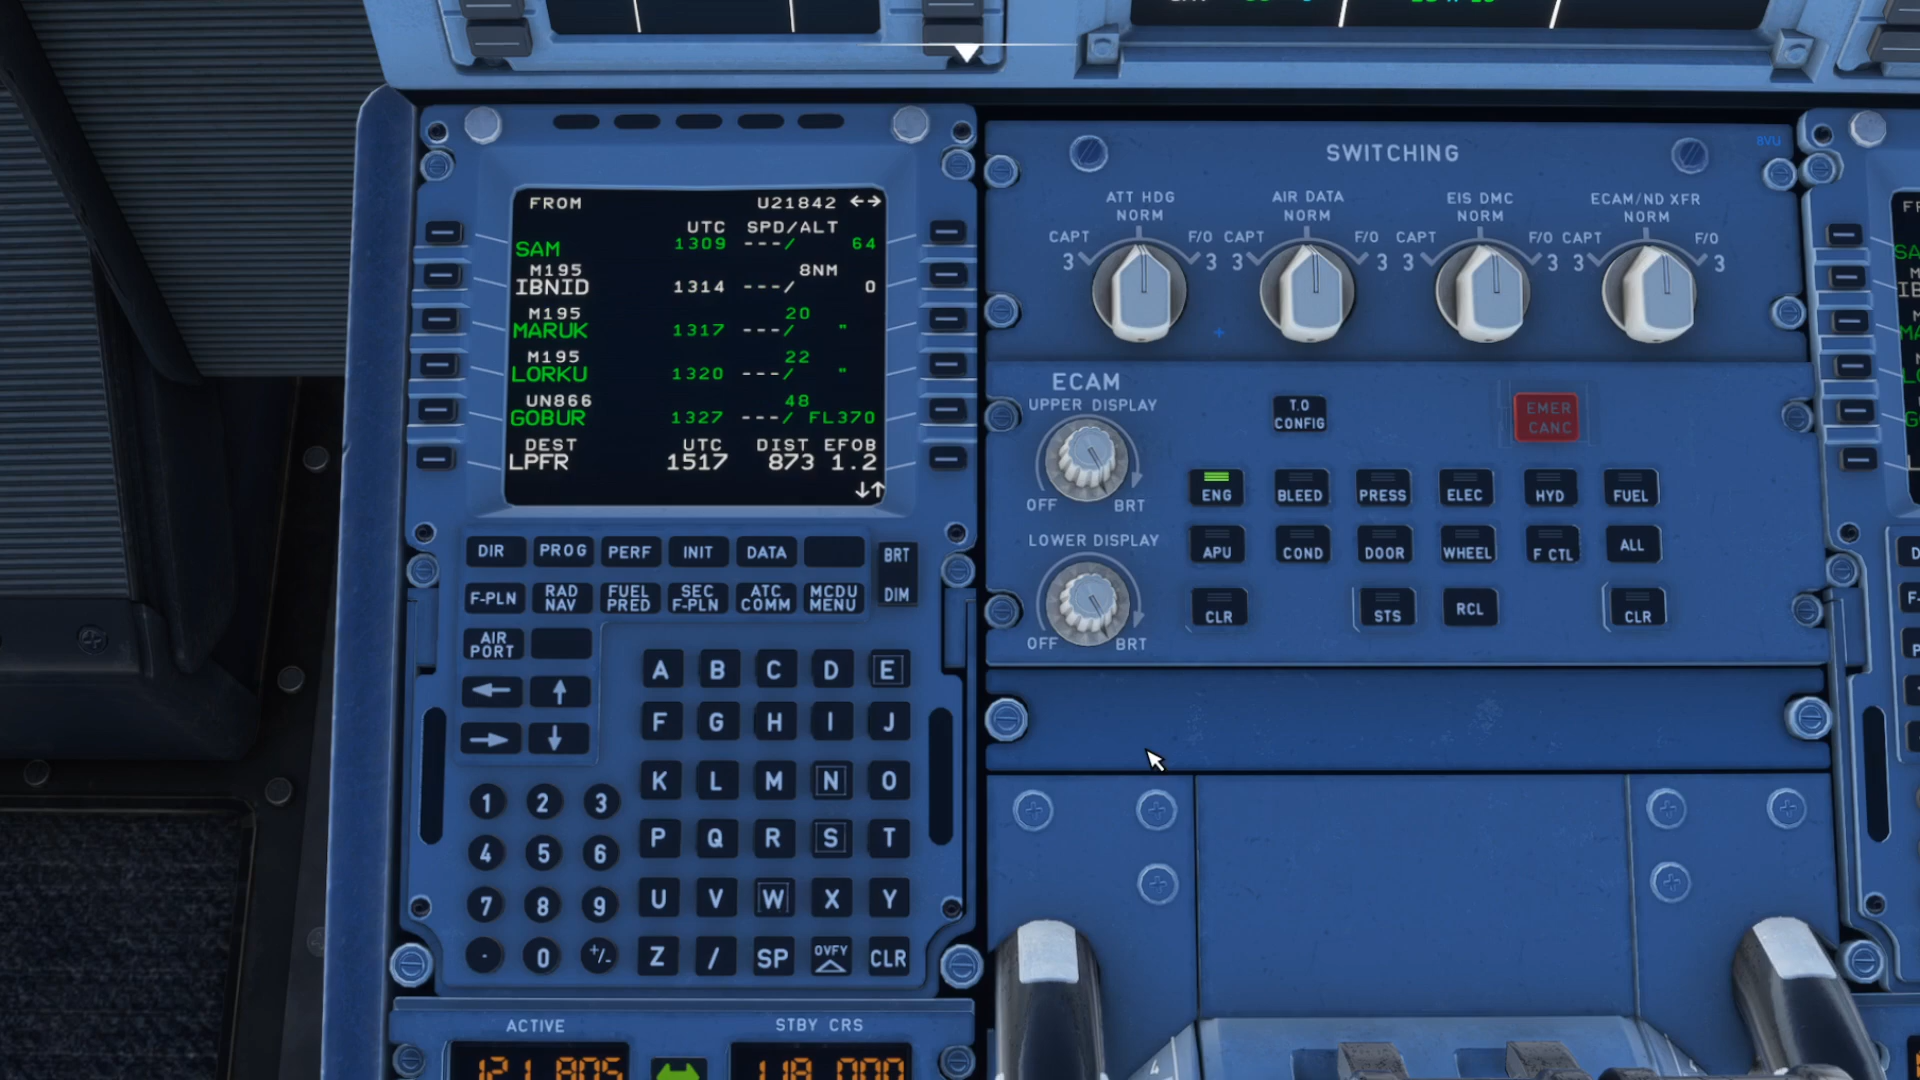 FROM U21842 ←→
UTC SPD/ALT
SAM 1309 ---/ 64
M195 8NM
IBNID 1314 ---/ 0
M195 20
MARUK 1317 ---/ "
M195 22
LORKU 1320 ---/ "
UN866 48
GOBUR 1327 ---/ FL370
DEST UTC DIST EFOB
LPFR 1517 873 1.2
↓↑
DIR PROG PERF INIT DATA BRT
F-PLN RAD NAV FUEL PRED SEC F-PLN ATC COMM MCDU MENU DIM
AIR PORT
← ↑
→ ↓
A B C D E
F G H I J
K L M N O
P Q R S T
U V W X Y
Z / SP OVFY △ CLR
1 2 3
4 5 6
7 8 9
. 0 +/-
ACTIVE STBY CRS
121.805 118.000
SWITCHING
8VU
ATT HDG AIR DATA EIS DMC ECAM/ND XFR
NORM NORM NORM NORM
CAPT F/O CAPT F/O CAPT F/O CAPT F/O
3 3 3 3 3 3 3 3
ECAM
UPPER DISPLAY
OFF BRT
LOWER DISPLAY
OFF BRT
T.O CONFIG
EMER CANC
ENG BLEED PRESS ELEC HYD FUEL
APU COND DOOR WHEEL F CTL ALL
CLR STS RCL CLR
4